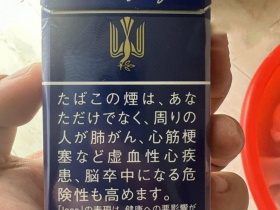 たばこの煙は、あな
ただけでなく、周りの
人が肺がん、心筋梗
塞など虚血性心疾
患、脳卒中になる危
険性も高めます。